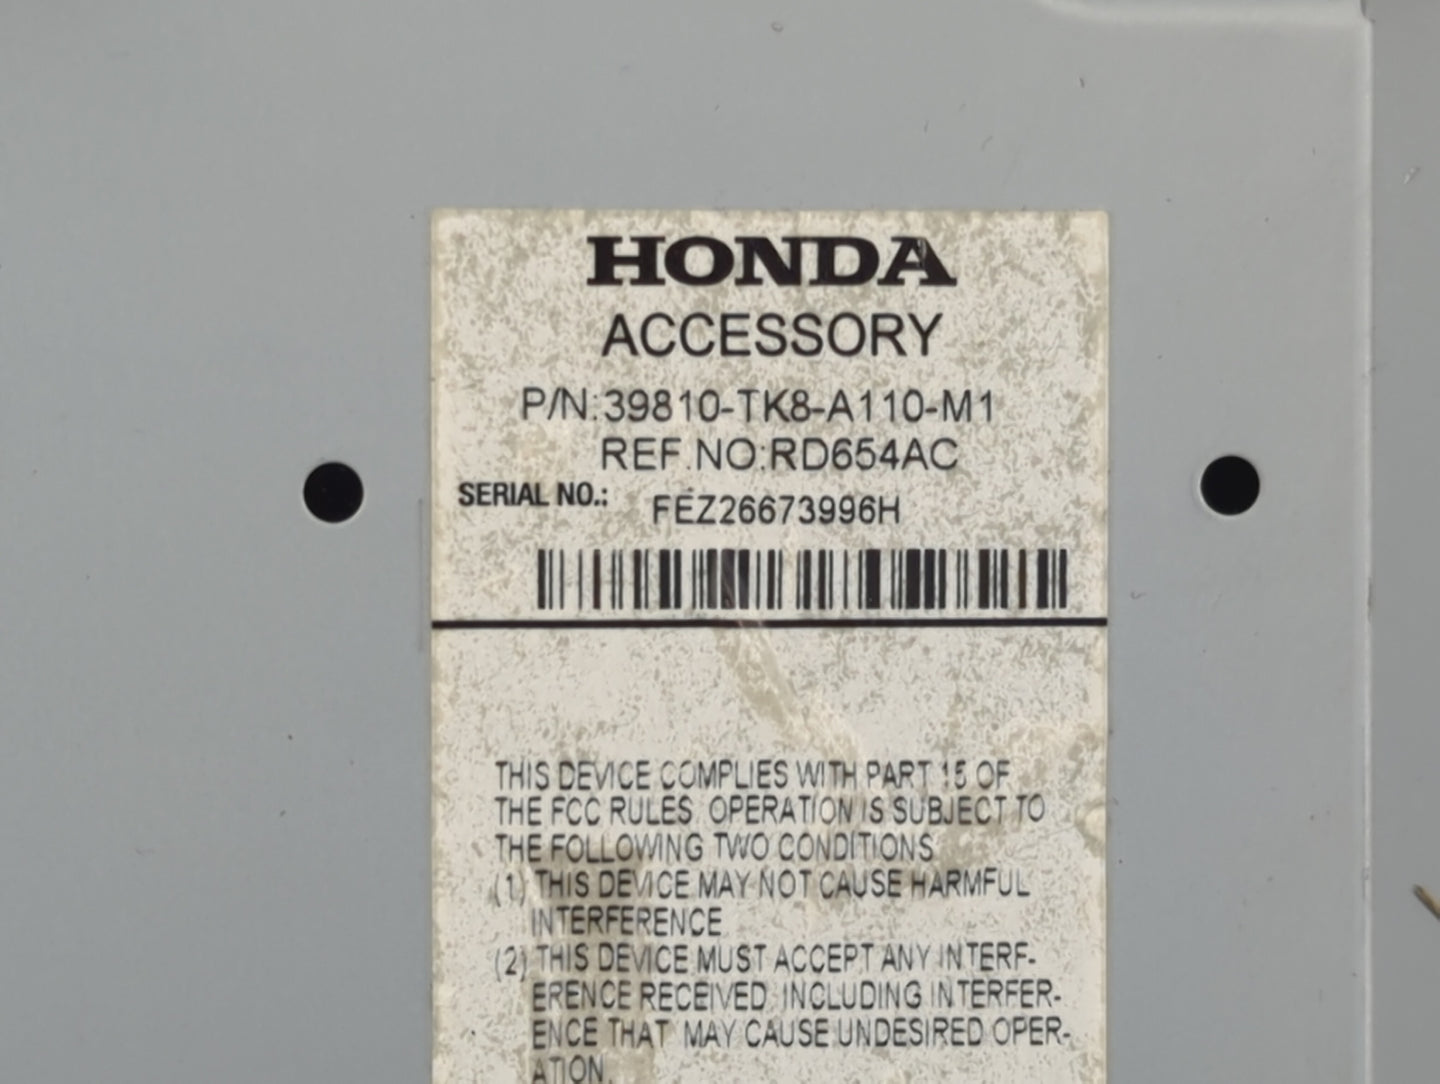 HONDA
ACCESSORY
P/N:39810-TK8-A110-M1
REF.NO:RD654AC
SERIAL NO.: FEZ26673996H
THIS DEVICE COMPLIES WITH PART 15 OF
THE FCC RULES. OPERATION IS SUBJECT TO
THE FOLLOWING TWO CONDITIONS
(1) THIS DEVICE MAY NOT CAUSE HARMFUL
INTERFERENCE
(2) THIS DEVICE MUST ACCEPT ANY INTERF-
ERENCE RECEIVED, INCLUDING INTERFER-
ENCE THAT MAY CAUSE UNDESIRED OPER-
ATION.